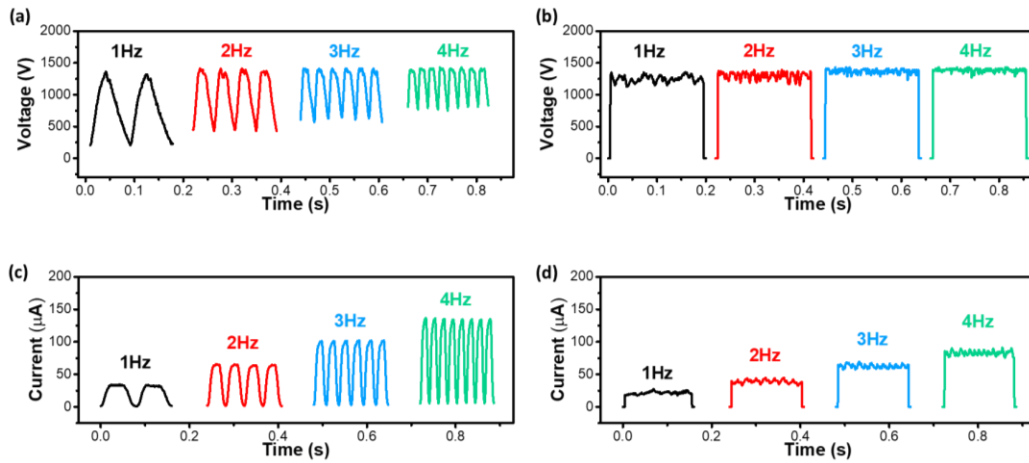 (a)
Voltage (V)
2000
1500
1000
500
0
1Hz
2Hz
3Hz
4Hz
0.0 0.1 0.2 0.3 0.4 0.5 0.6 0.7 0.8
Time (s)
(b)
Voltage (V)
2000
1500
1000
500
0
1Hz
2Hz
3Hz
4Hz
0.0 0.1 0.2 0.3 0.4 0.5 0.6 0.7 0.8
Time (s)
(c)
Current (μA)
200
150
100
50
0
1Hz
2Hz
3Hz
4Hz
0.0 0.2 0.4 0.6 0.8
Time (s)
(d)
Current (μA)
200
150
100
50
0
1Hz
2Hz
3Hz
4Hz
0.0 0.2 0.4 0.6 0.8
Time (s)